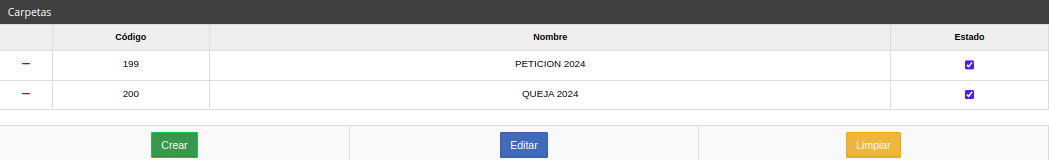 Carpetas
Código Nombre Estado
199 PETICION 2024
200 QUEJA 2024
Crear Editar Limpiar